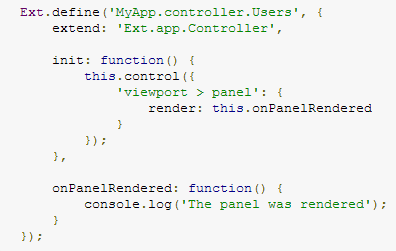 Ext.define('MyApp.controller.Users', {
    extend: 'Ext.app.Controller',

    init: function() {
        this.control({
            'viewport > panel': {
                render: this.onPanelRendered
            }
        });
    },

    onPanelRendered: function() {
        console.log('The panel was rendered');
    }
});